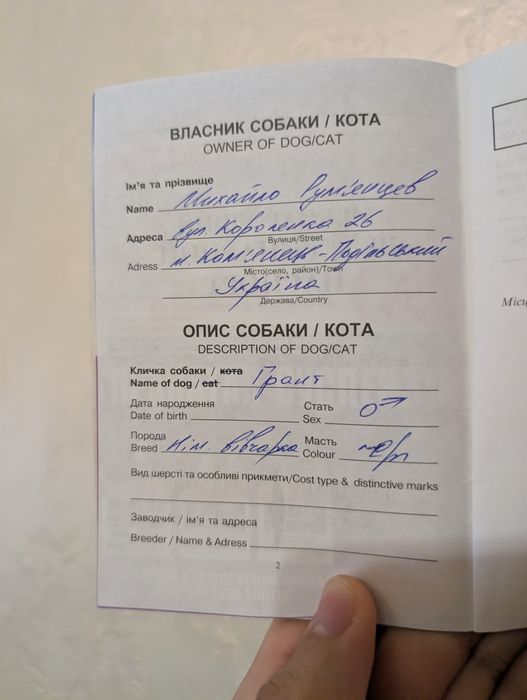 ВЛАСНИК СОБАКИ / КОТА
OWNER OF DOG/CAT
Ім'я та прізвище
Name Михайло Рум'янцев
Адреса вул. Короленка 26
Вулиця/Street
Adress м. Кам'янець-Подільський
Місто(село, район)/Town
Україна
Держава/Country
ОПИС СОБАКИ / КОТА
DESCRIPTION OF DOG/CAT
Кличка собаки / кота
Name of dog / cat Грант
Дата народження Стать
Date of birth Sex ♂
Порода Масть
Breed Нім. вівчарка Colour
Вид шерсті та особливі прикмети/Cost type & distinctive marks
Заводчик / ім'я та адреса
Breeder / Name & Adress
2
Місц